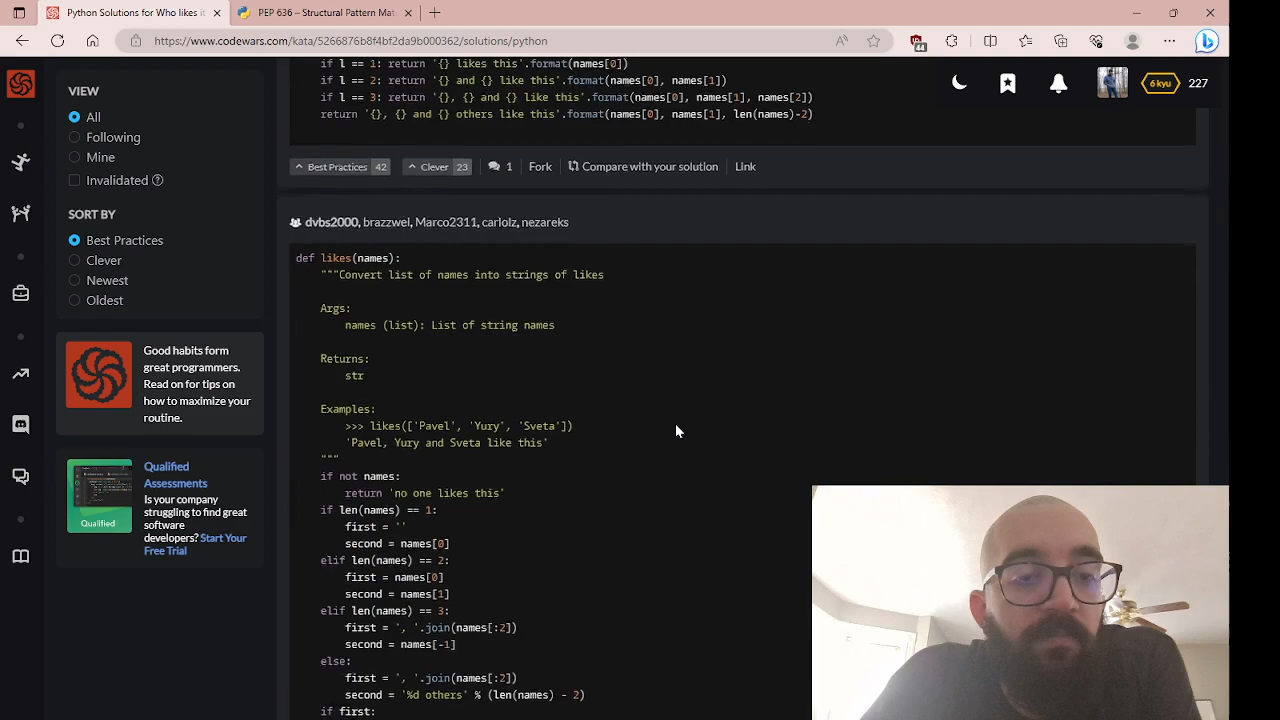 Python Solutions for Who likes i
PEP 636 – Structural Pattern Mat
https://www.codewars.com/kata/5266876b8f4bf2da9b000362/solutions/python
44
VIEW
All
Following
Mine
Invalidated
SORT BY
Best Practices
Clever
Newest
Oldest
Good habits form
great programmers.
Read on for tips on
how to maximize your
routine.
Qualified
Qualified
Assessments
Is your company
struggling to find great
software
developers? Start Your
Free Trial
6 kyu 227
if l == 1: return '{} likes this'.format(names[0])
if l == 2: return '{} and {} like this'.format(names[0], names[1])
if l == 3: return '{}, {} and {} like this'.format(names[0], names[1], names[2])
return '{}, {} and {} others like this'.format(names[0], names[1], len(names)-2)
Best Practices 42 Clever 23 1 Fork Compare with your solution Link
dvbs2000, brazzwel, Marco2311, carlolz, nezareks
def likes(names):
"""Convert list of names into strings of likes
Args:
names (list): List of string names
Returns:
str
Examples:
>>> likes(['Pavel', 'Yury', 'Sveta'])
'Pavel, Yury and Sveta like this'
"""
if not names:
return 'no one likes this'
if len(names) == 1:
first = ''
second = names[0]
elif len(names) == 2:
first = names[0]
second = names[1]
elif len(names) == 3:
first = ', '.join(names[:2])
second = names[-1]
else:
first = ', '.join(names[:2])
second = '%d others' % (len(names) - 2)
if first: